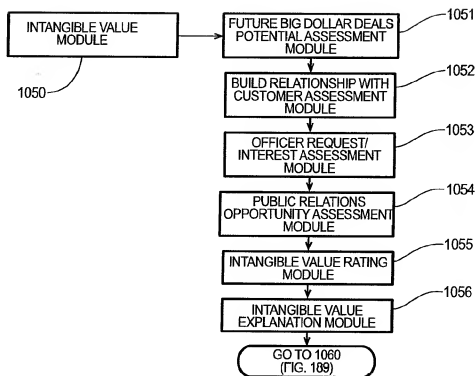 INTANGIBLE VALUE
MODULE
1050
FUTURE BIG DOLLAR DEALS
POTENTIAL ASSESSMENT
MODULE
1051
BUILD RELATIONSHIP WITH
CUSTOMER ASSESSMENT
MODULE
1052
OFFICER REQUEST/
INTEREST ASSESSMENT
MODULE
1053
PUBLIC RELATIONS
OPPORTUNITY ASSESSMENT
MODULE
1054
INTANGIBLE VALUE RATING
MODULE
1055
INTANGIBLE VALUE
EXPLANATION MODULE
1056
GO TO 1060
(FIG. 189)